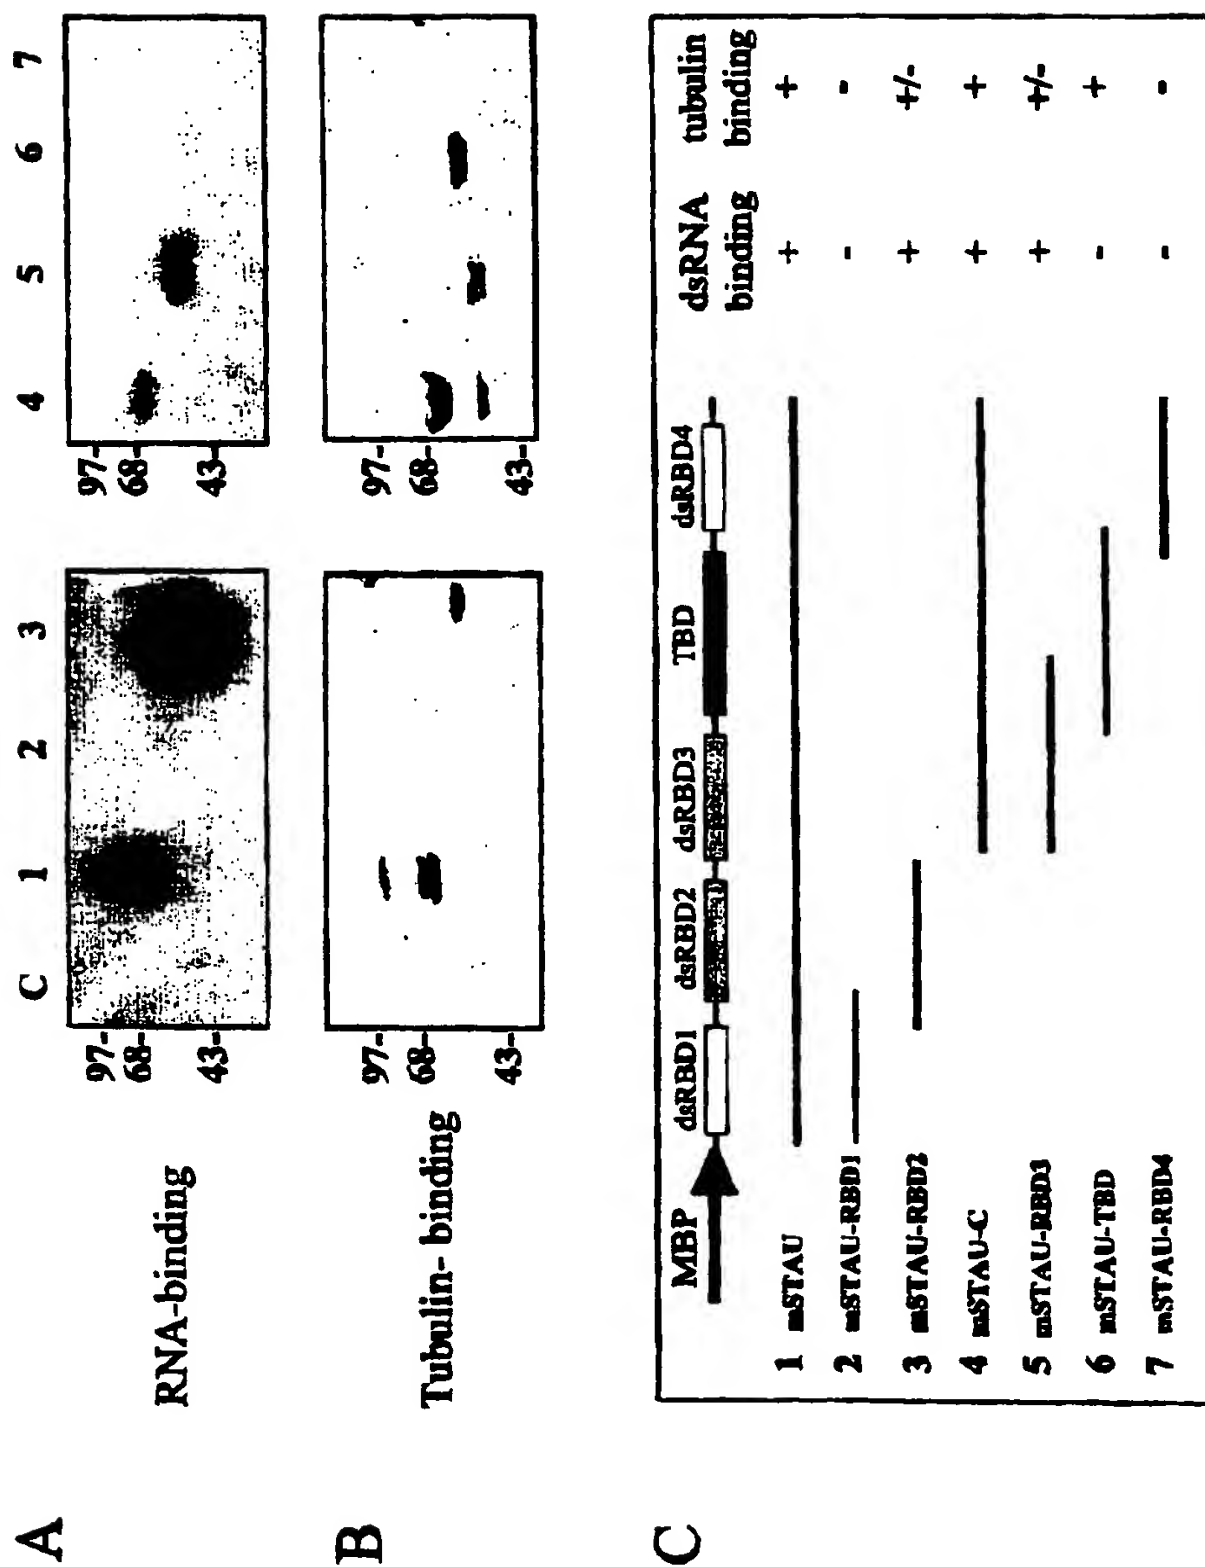 A
C 1 2 3 4 5 6 7
RNA-binding
97-
68-
43-
97-
68-
43-
B
Tubulin- binding
97-
68-
43-
97-
68-
43-
C
MBP dsRBD1 dsRBD2 dsRBD3 TBD dsRBD4 dsRNA binding tubulin binding
1 mSTAU + +
2 mSTAU-RBD1 - -
3 mSTAU-RBD2 + +/-
4 mSTAU-C + +
5 mSTAU-RBD3 + +/-
6 mSTAU-TBD - +
7 mSTAU-RBD4 - -